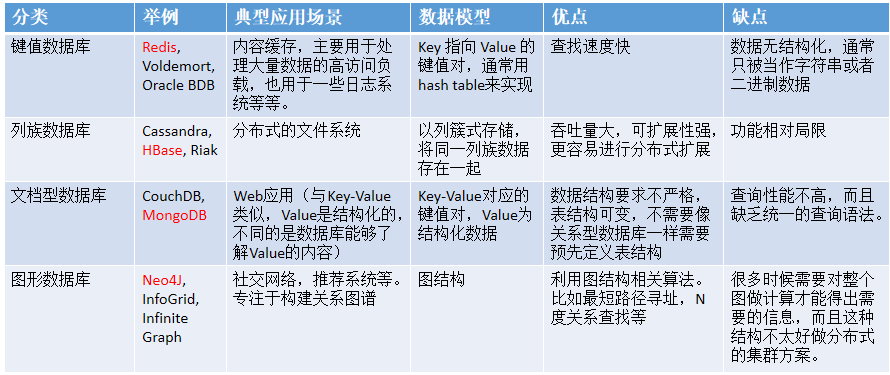 分类 举例 典型应用场景 数据模型 优点 缺点
键值数据库 Redis, 内容缓存，主要用于处 Key 指向 Value 的 查找速度快 数据无结构化，通常
Voldemort, 理大量数据的高访问负 键值对，通常用 只被当作字符串或者
Oracle BDB 载，也用于一些日志系 hash table来实现 二进制数据
统等等。
列族数据库 Cassandra, 分布式的文件系统 以列簇式存储， 吞吐量大，可扩展性强， 功能相对局限
HBase, Riak 将同一列族数据 更容易进行分布式扩展
存在一起
文档型数据库 CouchDB, Web应用（与Key-Value Key-Value对应的 数据结构要求不严格， 查询性能不高，而且
MongoDB 类似，Value是结构化的， 键值对，Value为 表结构可变，不需要像 缺乏统一的查询语法。
不同的是数据库能够了 结构化数据 关系型数据库一样需要
解Value的内容） 预先定义表结构
图形数据库 Neo4J, 社交网络，推荐系统等。 图结构 利用图结构相关算法。 很多时候需要对整个
InfoGrid, 专注于构建关系图谱 比如最短路径寻址，N 图做计算才能得出需
Infinite 度关系查找等 要的信息，而且这种
Graph 结构不太好做分布式
的集群方案。